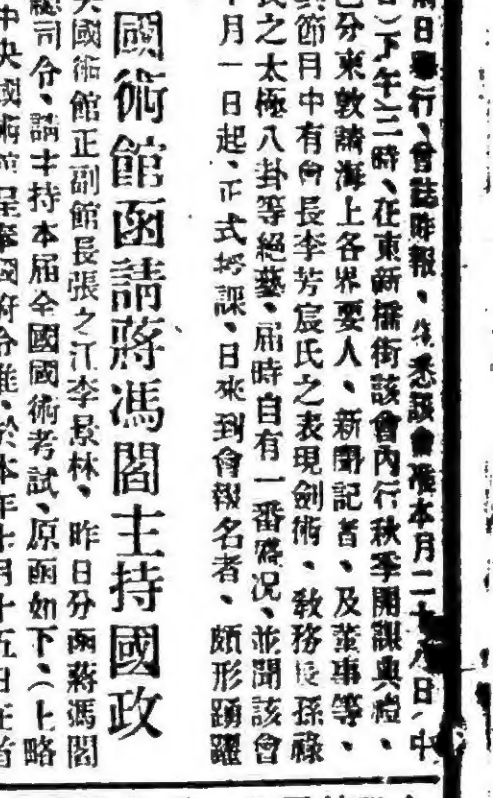 日舉行、會誌昨報、悉該會准本月二十八日、中
日)下午三時、在東新橋街該會內行秋季開課典禮、
已分柬敦請海上各界要人、新聞記者、及董事等、
節目中有會長李芳宸氏之表現劍術、敎務長孫祿
長之太極八卦等絕藝、屆時自有一番盛况、並聞該會
十月一日起、正式授課、日來到會報名者、頗形踴躍
國術館函請蔣馮閻主持國政
央國術館正副館長張之江李景林、昨日分函蔣馮閻
總司令、請主持本屆全國國術考試、原函如下、(上略
中央國術館呈奉國府令准、於本年十月十五日在首